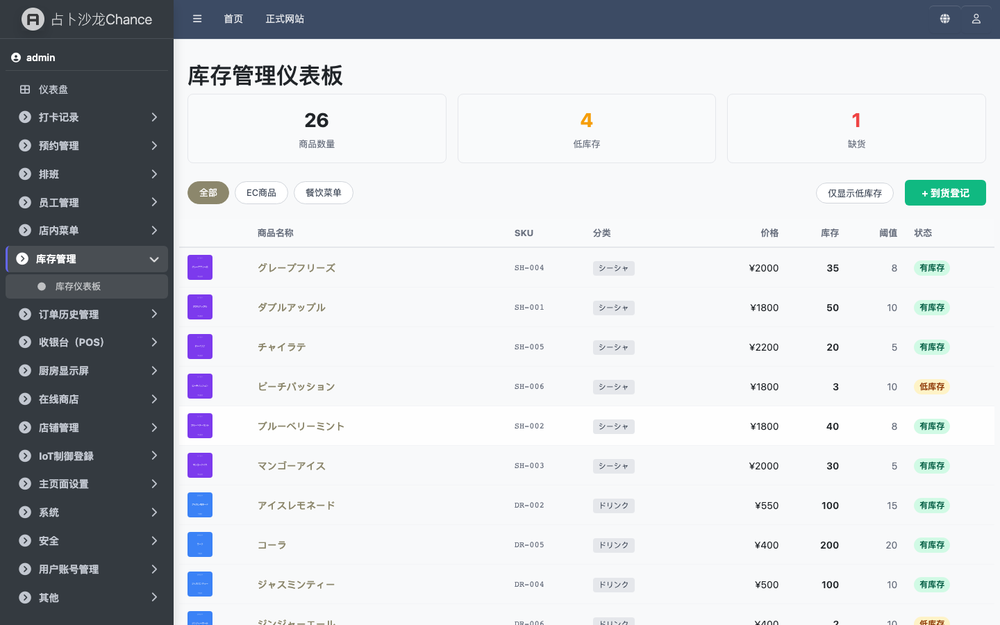 占卜沙龙Chance
首页
正式网站
admin
仪表盘
打卡记录
预约管理
排班
员工管理
店内菜单
库存管理
库存仪表板
订单历史管理
收银台（POS）
厨房显示屏
在线商店
店铺管理
IoT制御登録
主页面设置
系统
安全
用户账号管理
其他
库存管理仪表板
26
商品数量
4
低库存
1
缺货
全部
EC商品
餐饮菜单
仅显示低库存
+ 到货登记
商品名称 SKU 分类 价格 库存 阈值 状态
グレープフリーズ SH-004 シーシャ ¥2000 35 8 有库存
ダブルアップル SH-001 シーシャ ¥1800 50 10 有库存
チャイラテ SH-005 シーシャ ¥2200 20 5 有库存
ピーチパッション SH-006 シーシャ ¥1800 3 10 低库存
ブルーベリーミント SH-002 シーシャ ¥1800 40 8 有库存
マンゴーアイス SH-003 シーシャ ¥2000 30 5 有库存
アイスレモネード DR-002 ドリンク ¥550 100 15 有库存
コーラ DR-005 ドリンク ¥400 200 20 有库存
ジャスミンティー DR-004 ドリンク ¥500 100 10 有库存
ジンジャーエール DR-006 ドリンク ¥400 2 10 低库存